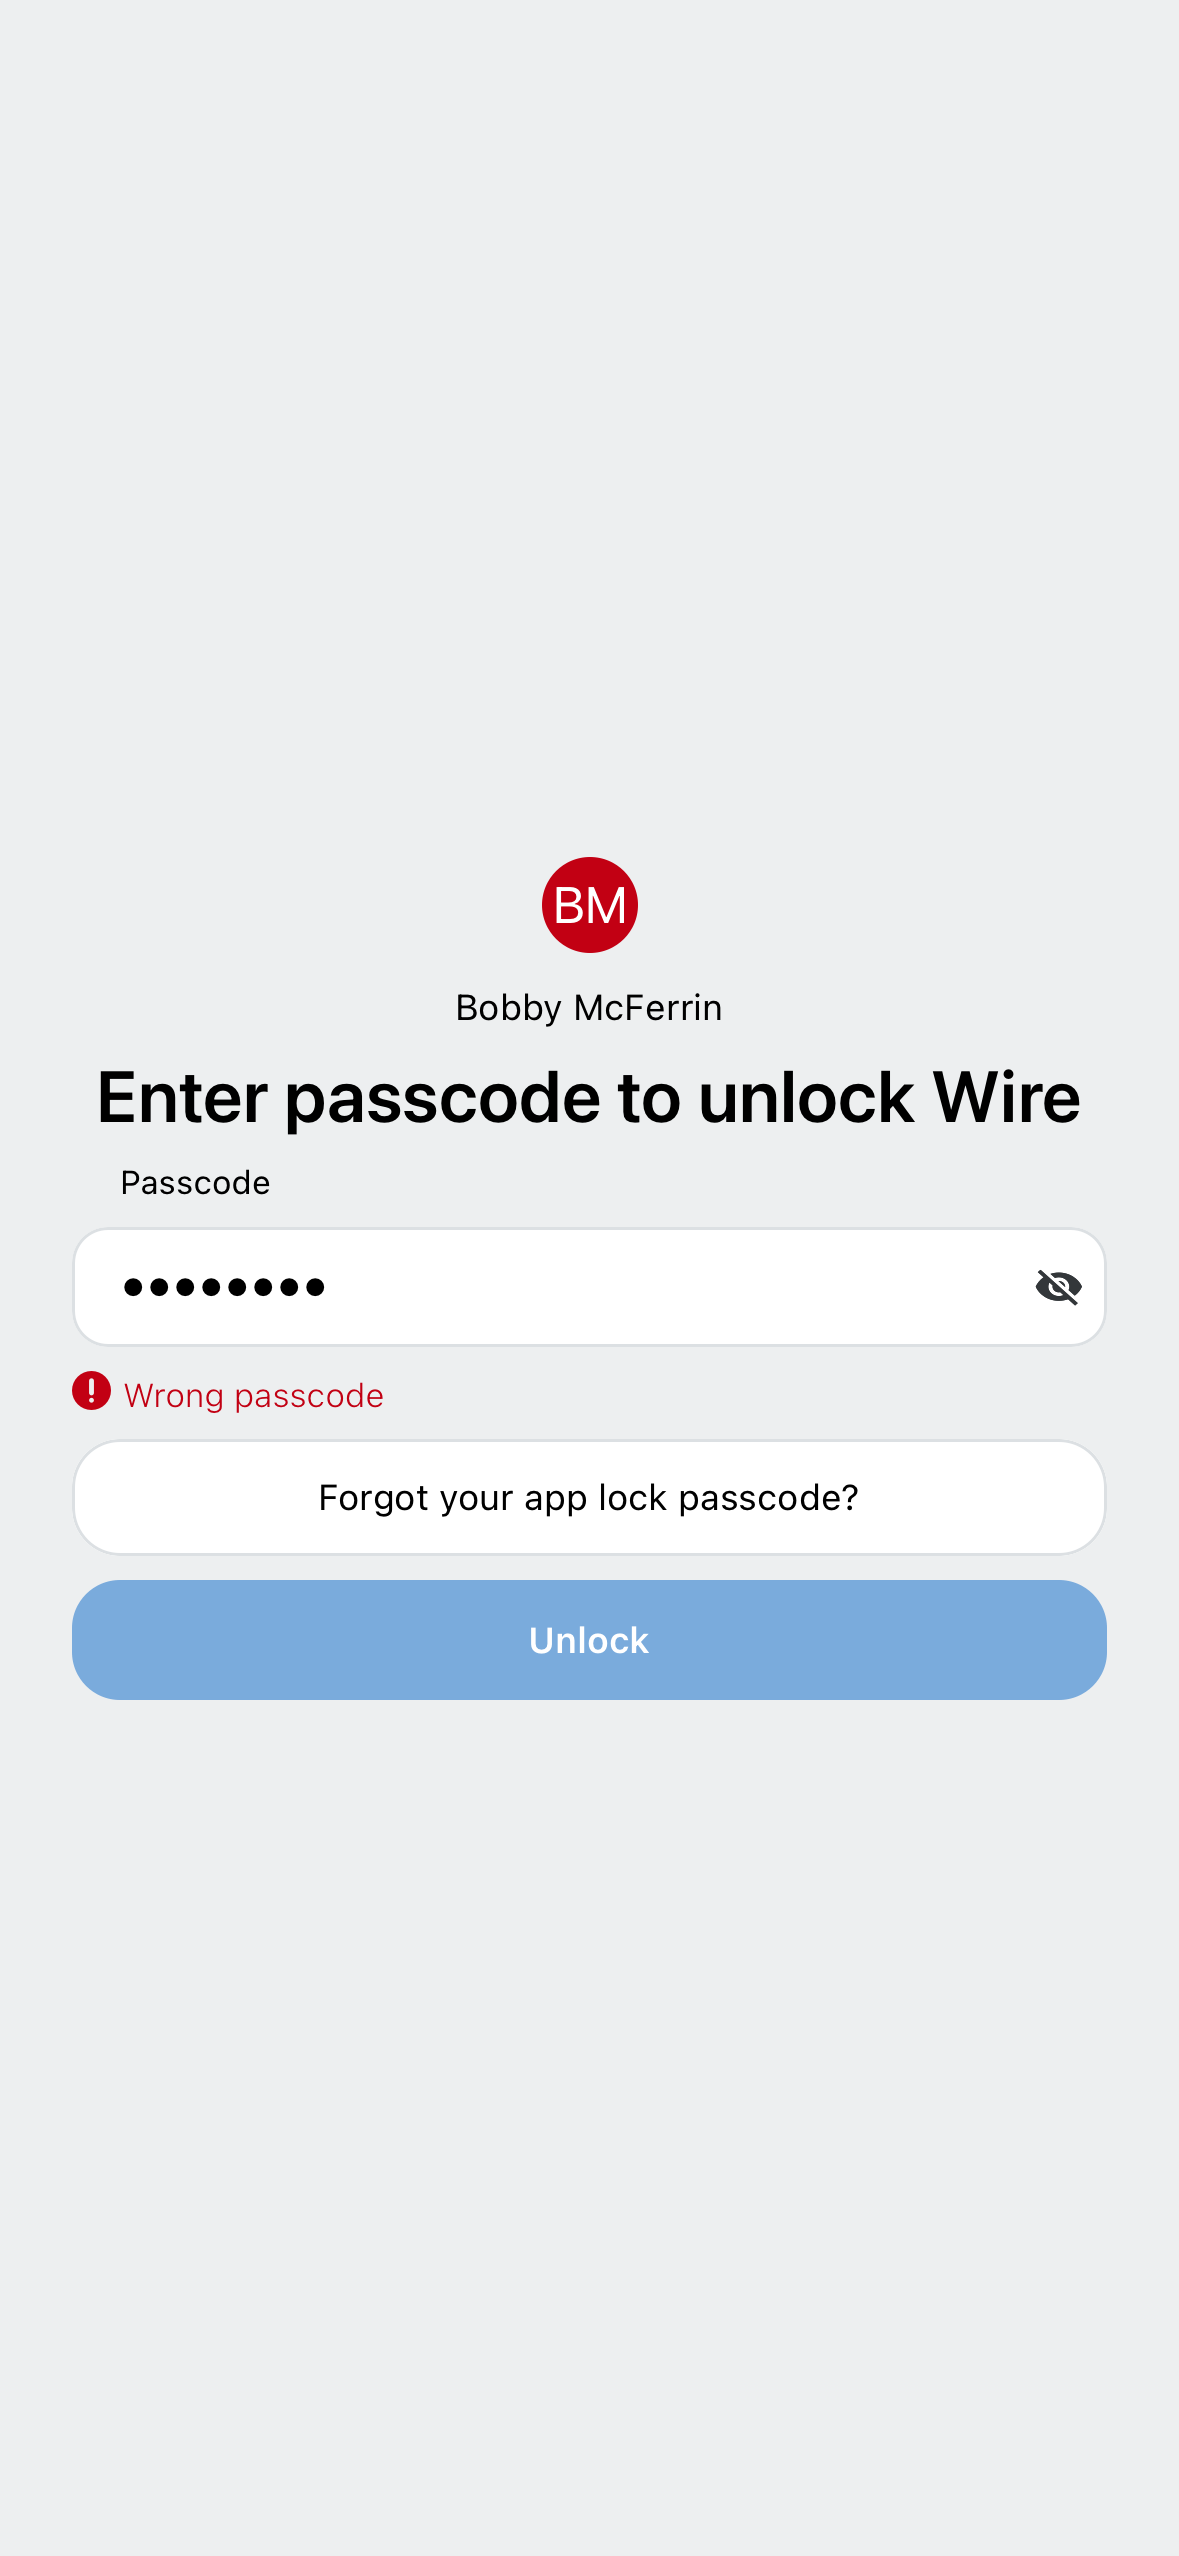 BM
Bobby McFerrin
Enter passcode to unlock Wire
Passcode
••••••••
Wrong passcode
Forgot your app lock passcode?
Unlock